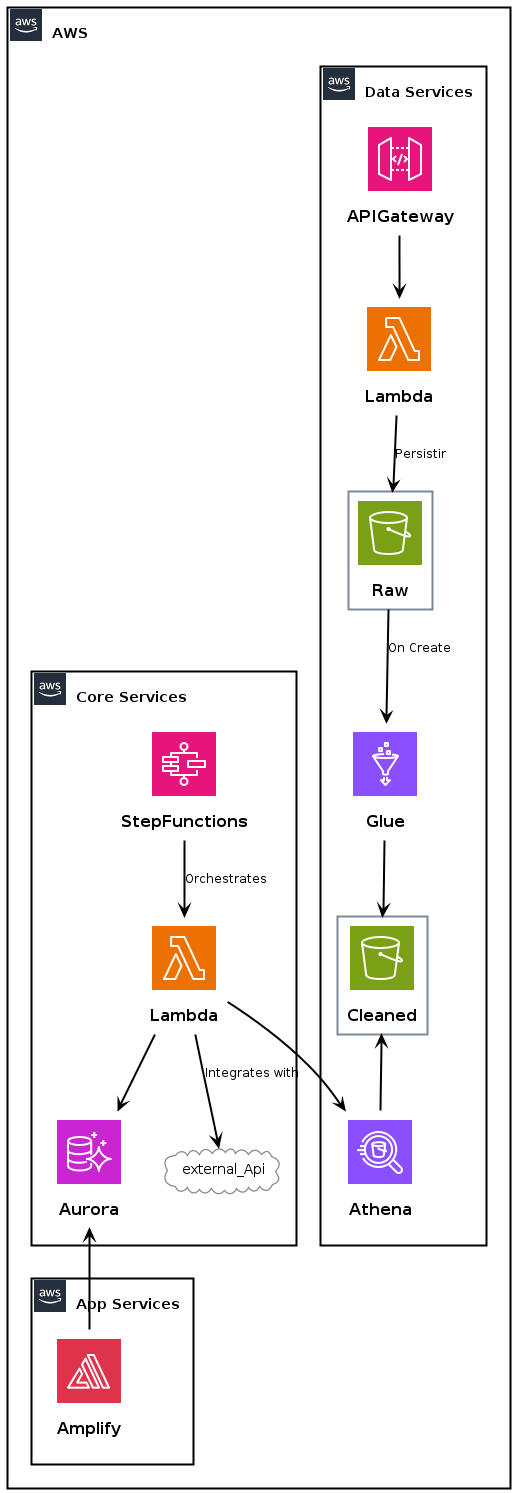 aws
AWS
aws
Data Services
APIGateway
Lambda
Persistir
Raw
On Create
aws
Core Services
StepFunctions
Glue
Orchestrates
Lambda
Cleaned
Integrates with
external_Api
Aurora
Athena
aws
App Services
Amplify